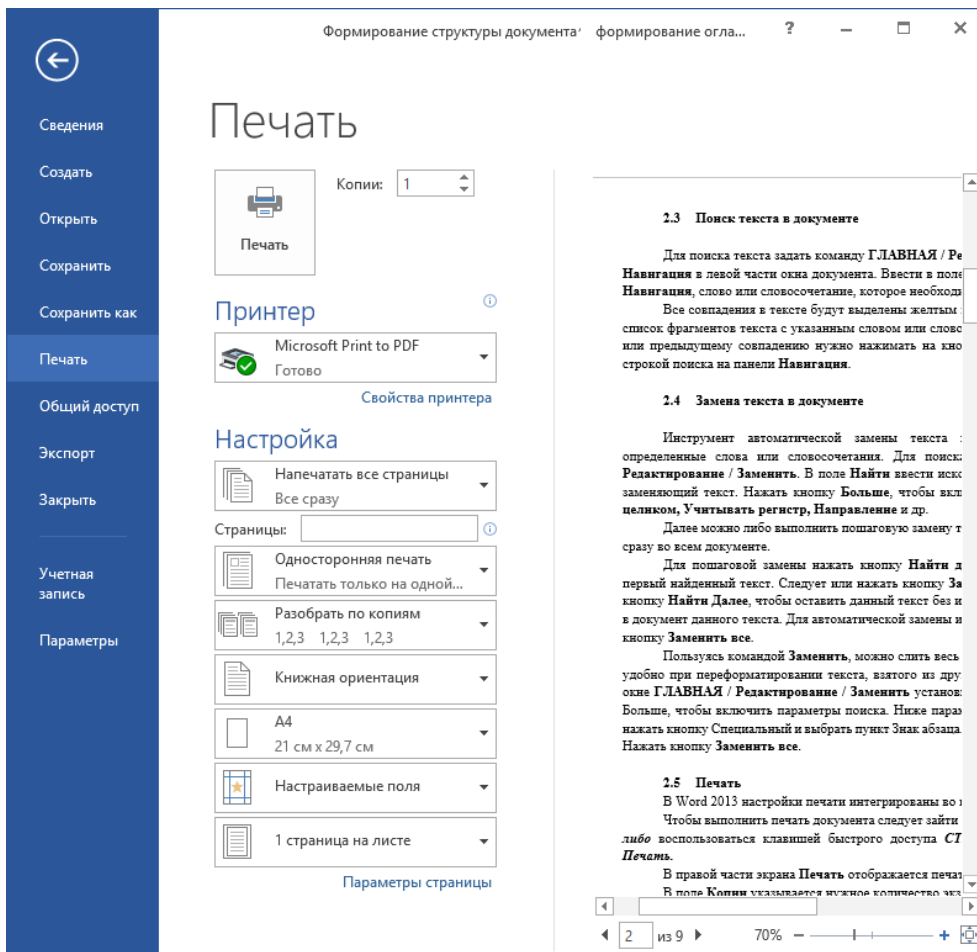 Формирование структуры документа формирование огла... ?
Сведения
Создать
Открыть
Сохранить
Сохранить как
Печать
Общий доступ
Экспорт
Закрыть
Учетная
запись
Параметры
Печать
Печать
Копии: 1
Принтер
Microsoft Print to PDF
Готово
Свойства принтера
Настройка
Напечатать все страницы
Все сразу
Страницы:
Односторонняя печать
Печатать только на одной...
Разобрать по копиям
1,2,3 1,2,3 1,2,3
Книжная ориентация
A4
21 см x 29,7 см
Настраиваемые поля
1 страница на листе
Параметры страницы
2.3 Поиск текста в документе
Для поиска текста задать команду ГЛАВНАЯ / Ре
Навигация в левой части окна документа. Ввести в поле
Навигация, слово или словосочетание, которое необходи
Все совпадения в тексте будут выделены желтым
список фрагментов текста с указанным словом или слово
или предыдущему совпадению нужно нажимать на кно
строкой поиска на панели Навигация.
2.4 Замена текста в документе
Инструмент автоматической замены текста
определенные слова или словосочетания. Для поиска
Редактирование / Заменить. В поле Найти ввести иско
заменяющий текст. Нажать кнопку Больше, чтобы вкл
целиком, Учитывать регистр, Направление и др.
Далее можно либо выполнить пошаговую замену т
сразу во всем документе.
Для пошаговой замены нажать кнопку Найти д
первый найденный текст. Следует или нажать кнопку За
кнопку Найти Далее, чтобы оставить данный текст без и
в документ данного текста. Для автоматической замены и
кнопку Заменить все.
Пользуясь командой Заменить, можно слить весь
удобно при переформатировании текста, взятого из дру
окне ГЛАВНАЯ / Редактирование / Заменить установ
Больше, чтобы включить параметры поиска. Ниже парам
нажать кнопку Специальный и выбрать пункт Знак абзаца.
Нажать кнопку Заменить все.
2.5 Печать
В Word 2013 настройки печати интегрированы во
Чтобы выполнить печать документа следует зайти
либо воспользоваться клавишей быстрого доступа CT
Печать.
В правой части экрана Печать отображается печат
В поле Копии указывается нужное количество экз
2 из 9 70%